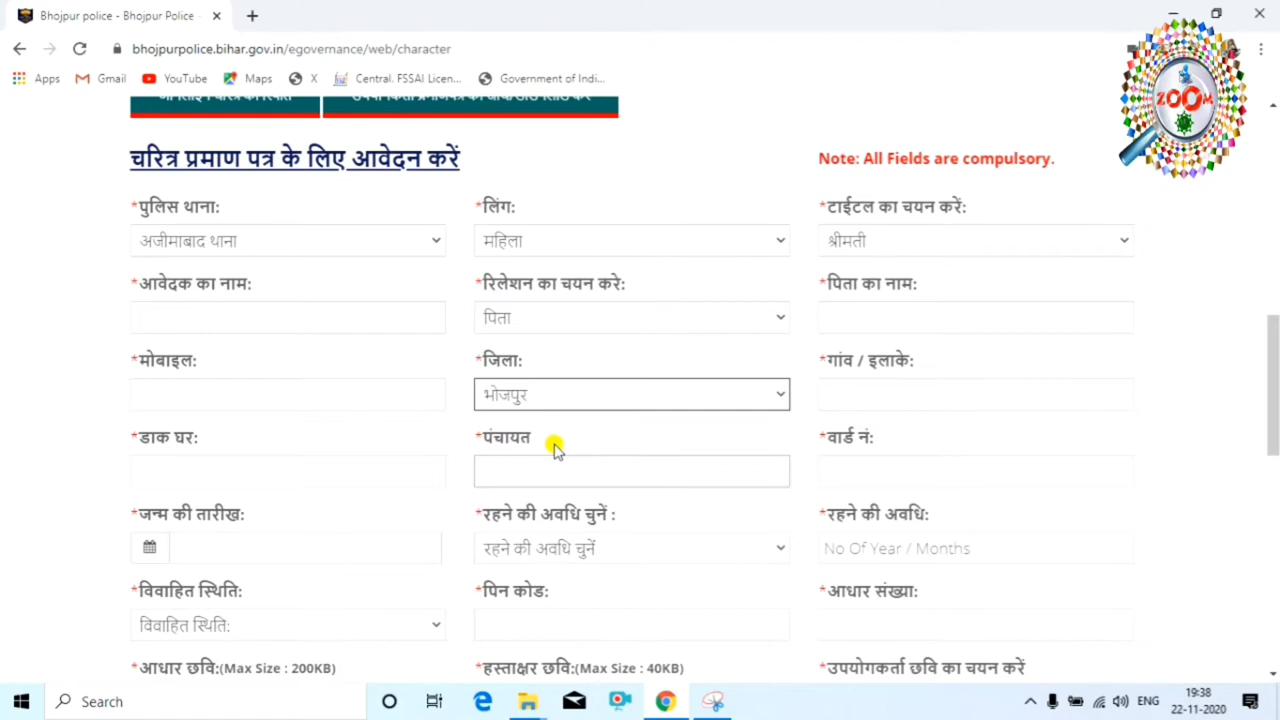 Bhojpur police - Bhojpur Police
bhojpurpolice.bihar.gov.in/egovernance/web/character
Apps Gmail YouTube Maps X Central. FSSAI Licen... Government of Indi...
ZOOM
चरित्र प्रमाण पत्र के लिए आवेदन करें
Note: All Fields are compulsory.
*पुलिस थाना: *लिंग: *टाईटल का चयन करें:
अजीमाबाद थाना महिला श्रीमती
*आवेदक का नाम: *रिलेशन का चयन करे: *पिता का नाम:
पिता
*मोबाइल: *जिला: *गांव / इलाके:
भोजपुर
*डाक घर: *पंचायत *वार्ड नं:
*जन्म की तारीख: *रहने की अवधि चुनें : *रहने की अवधि:
रहने की अवधि चुनें No Of Year / Months
*विवाहित स्थिति: *पिन कोड: *आधार संख्या:
विवाहित स्थिति:
*आधार छवि:(Max Size : 200KB) *हस्ताक्षर छवि:(Max Size : 40KB) *उपयोगकर्ता छवि का चयन करें
Search ENG 19:38
22-11-2020